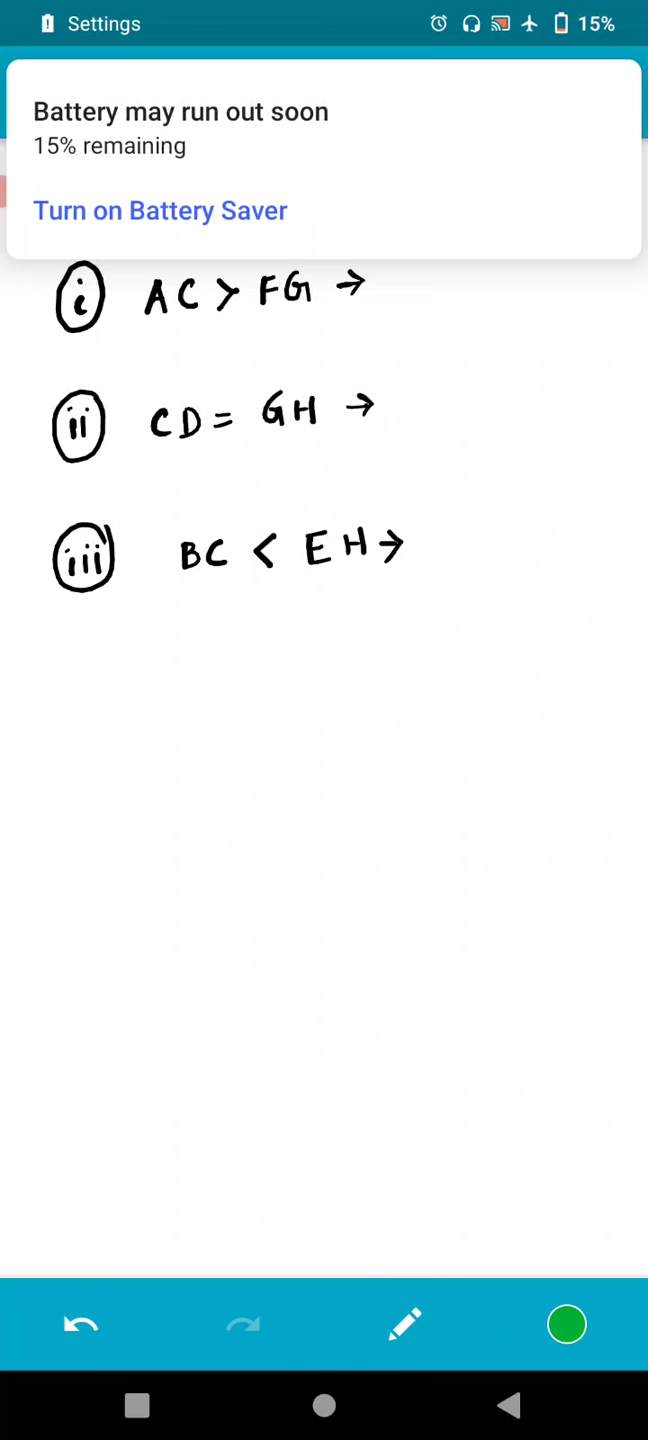 Settings 15%
Battery may run out soon
15% remaining
Turn on Battery Saver
i AC > FG →
ii CD = GH →
iii BC < EH →